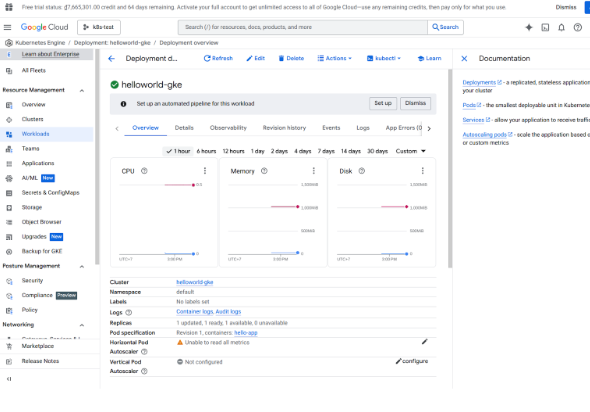 Free trial status: ₫7,665,301.00 credit and 64 days remaining. Activate your full account to get unlimited access to all of Google Cloud—use any remaining credits, then pay only for what you use.
Dismiss
Google Cloud
k8s-test
Search (/) for resources, docs, products, and more
Search
Kubernetes Engine / Deployment: helloworld-gke / Deployment overview
Learn about Enterprise
All Fleets
Resource Management
Overview
Clusters
Workloads
Teams
Applications
AI/ML New
Secrets & ConfigMaps
Storage
Object Browser
Upgrades New
Backup for GKE
Posture Management
Security
Compliance Preview
Policy
Networking
Marketplace
Release Notes
Deployment d...
Refresh
Edit
Delete
Actions
kubectl
Learn
helloworld-gke
Set up an automated pipeline for this workload
Set up
Dismiss
Overview
Details
Observability
Revision history
Events
Logs
App Errors (0
1 hour 6 hours 12 hours 1 day 2 days 4 days 7 days 14 days 30 days Custom
CPU
0.5
0
UTC+7 3:00 PM
Memory
1,500MiB
1,000MiB
500MiB
0
UTC+7 3:00 PM
Disk
1,500MiB
1,000MiB
500MiB
0
UTC+7 3:00 PM
Cluster helloworld-gke
Namespace default
Labels No labels set
Logs Container logs, Audit logs
Replicas 1 updated, 1 ready, 1 available, 0 unavailable
Pod specification Revision 1, containers: hello-app
Horizontal Pod Autoscaler Unable to read all metrics
Vertical Pod Autoscaler Not configured
configure
Documentation
Deployments - a replicated, stateless application
your cluster
Pods - the smallest deployable unit in Kubernete
Services - allow your application to receive traffic
Autoscaling pods - scale the application based
or custom metrics